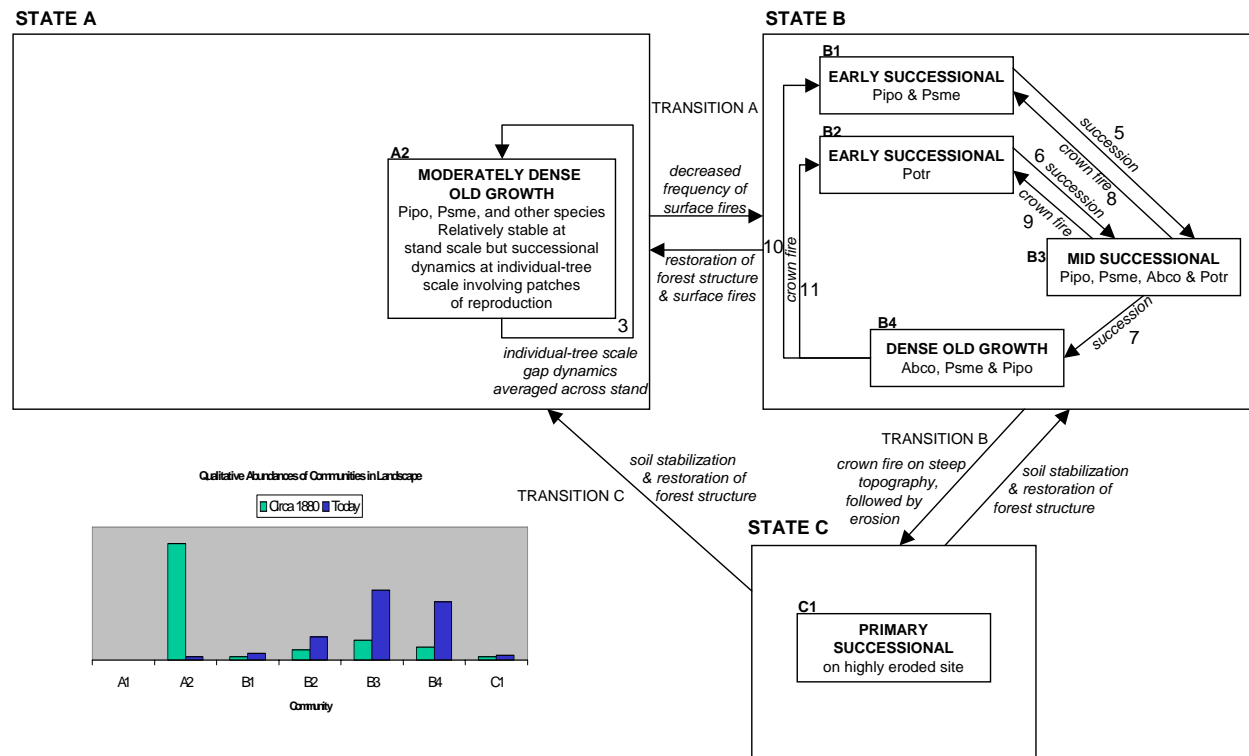 STATE A
A2
MODERATELY DENSE
OLD GROWTH
Pipo, Psme, and other species
Relatively stable at
stand scale but successional
dynamics at individual-tree
scale involving patches
of reproduction
3
individual-tree scale
gap dynamics
averaged across stand
TRANSITION A
decreased
frequency of
surface fires
restoration of
forest structure
& surface fires
STATE B
B1
EARLY SUCCESSIONAL
Pipo & Psme
B2
EARLY SUCCESSIONAL
Potr
5
succession
crown fire
8
6
succession
crown fire
9
B3
MID SUCCESSIONAL
Pipo, Psme, Abco & Potr
succession
7
B4
DENSE OLD GROWTH
Abco, Psme & Pipo
10
crown fire
11
TRANSITION B
crown fire on steep
topography,
followed by
erosion
soil stabilization
& restoration of
forest structure
soil stabilization
& restoration of
forest structure
TRANSITION C
STATE C
C1
PRIMARY
SUCCESSIONAL
on highly eroded site
Qualitative Abundances of Communities in Landscape
Circa 1880 Today
A1 A2 B1 B2 B3 B4 C1
Community